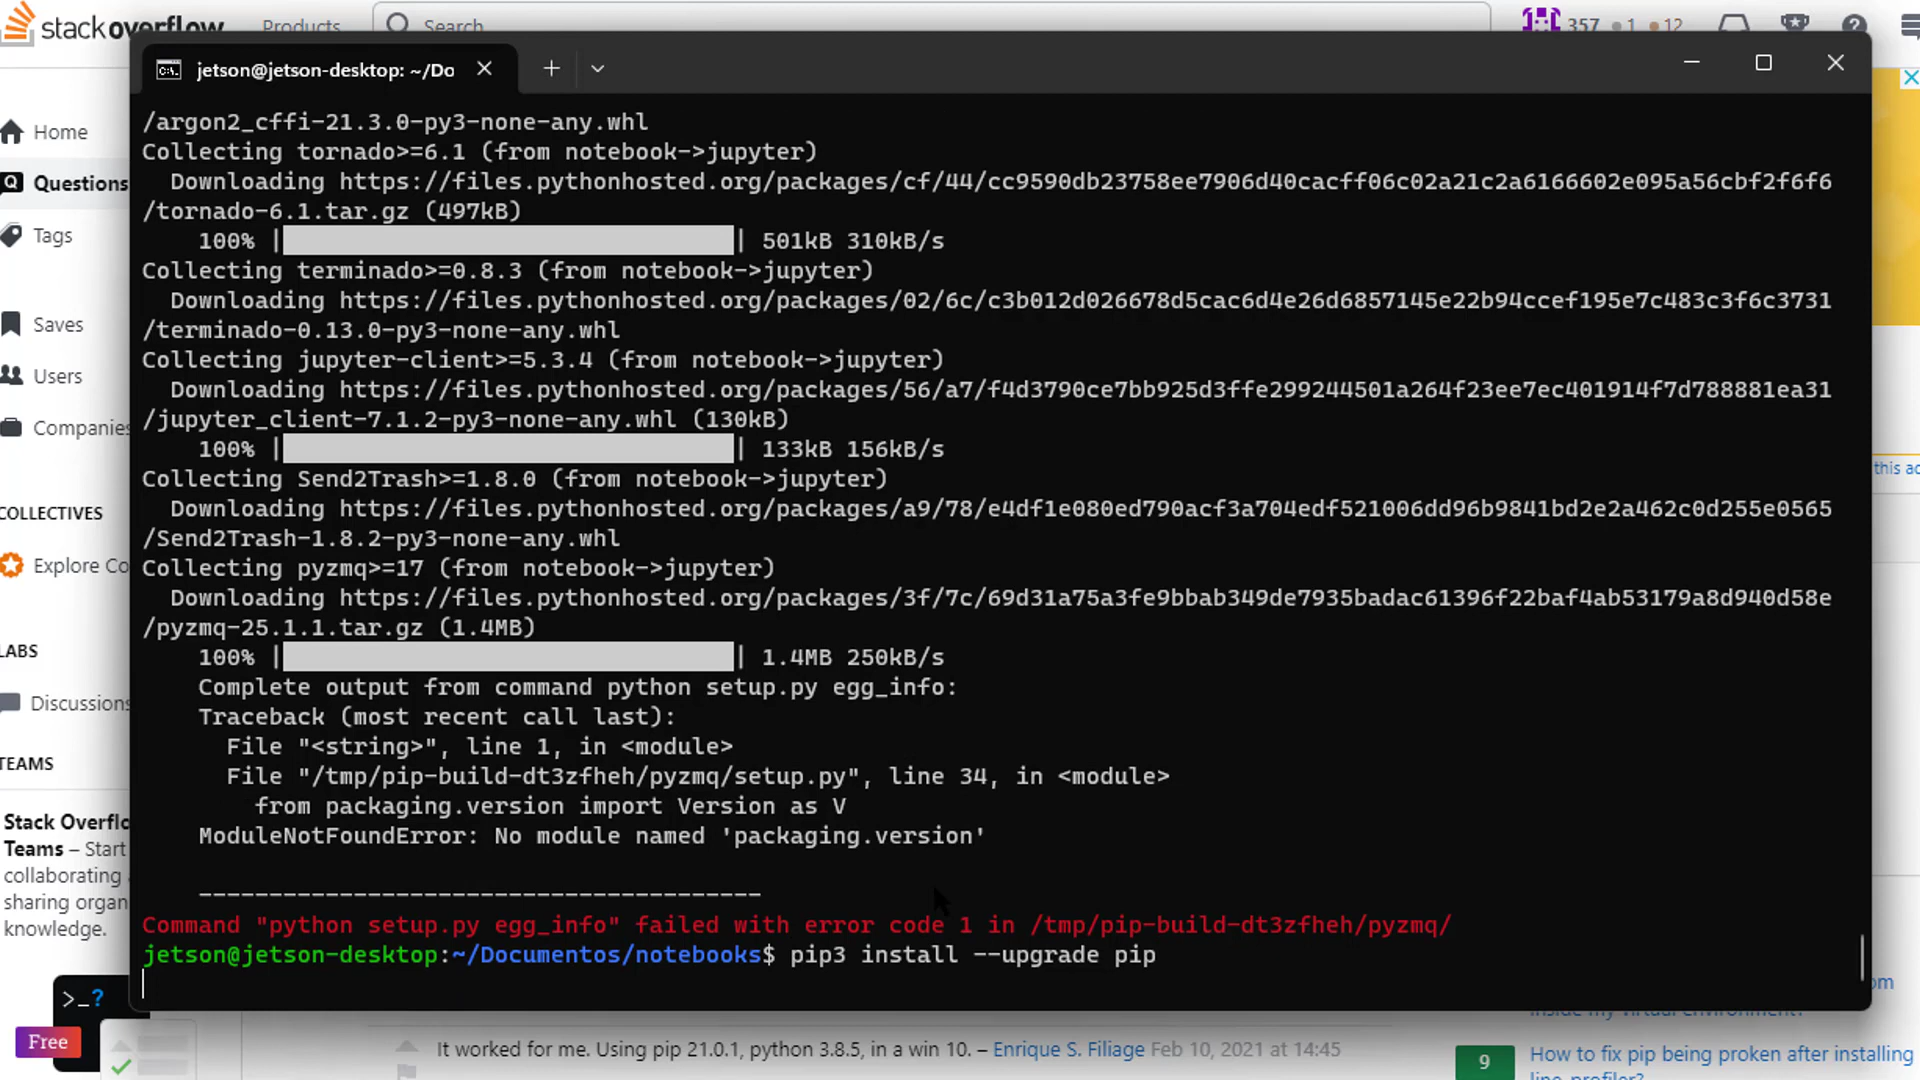 stackoverflow
Products
Search
357
1
12
jetson@jetson-desktop: ~/Do
Home
Questions
Tags
Saves
Users
Companies
COLLECTIVES
Explore Co
LABS
Discussions
TEAMS
Stack Overflo
Teams – Start
collaborating
sharing organ
knowledge.
>_?
Free
/argon2_cffi-21.3.0-py3-none-any.whl
Collecting tornado>=6.1 (from notebook->jupyter)
Downloading https://files.pythonhosted.org/packages/cf/44/cc9590db23758ee7906d40cacff06c02a21c2a6166602e095a56cbf2f6f6
/tornado-6.1.tar.gz (497kB)
100% | | 501kB 310kB/s
Collecting terminado>=0.8.3 (from notebook->jupyter)
Downloading https://files.pythonhosted.org/packages/02/6c/c3b012d026678d5cac6d4e26d6857145e22b94ccef195e7c483c3f6c3731
/terminado-0.13.0-py3-none-any.whl
Collecting jupyter-client>=5.3.4 (from notebook->jupyter)
Downloading https://files.pythonhosted.org/packages/56/a7/f4d3790ce7bb925d3ffe299244501a264f23ee7ec401914f7d788881ea31
/jupyter_client-7.1.2-py3-none-any.whl (130kB)
100% | | 133kB 156kB/s
Collecting Send2Trash>=1.8.0 (from notebook->jupyter)
Downloading https://files.pythonhosted.org/packages/a9/78/e4df1e080ed790acf3a704edf521006dd96b9841bd2e2a462c0d255e0565
/Send2Trash-1.8.2-py3-none-any.whl
Collecting pyzmq>=17 (from notebook->jupyter)
Downloading https://files.pythonhosted.org/packages/3f/7c/69d31a75a3fe9bbab349de7935badac61396f22baf4ab53179a8d940d58e
/pyzmq-25.1.1.tar.gz (1.4MB)
100% | | 1.4MB 250kB/s
Complete output from command python setup.py egg_info:
Traceback (most recent call last):
File "<string>", line 1, in <module>
File "/tmp/pip-build-dt3zfheh/pyzmq/setup.py", line 34, in <module>
from packaging.version import Version as V
ModuleNotFoundError: No module named 'packaging.version'
----------------------------------------
Command "python setup.py egg_info" failed with error code 1 in /tmp/pip-build-dt3zfheh/pyzmq/
jetson@jetson-desktop:~/Documentos/notebooks$ pip3 install --upgrade pip
this ad
om
inside my virtual environment?
It worked for me. Using pip 21.0.1, python 3.8.5, in a win 10. – Enrique S. Filiage Feb 10, 2021 at 14:45
9
How to fix pip being proken after installing
line-profiler?